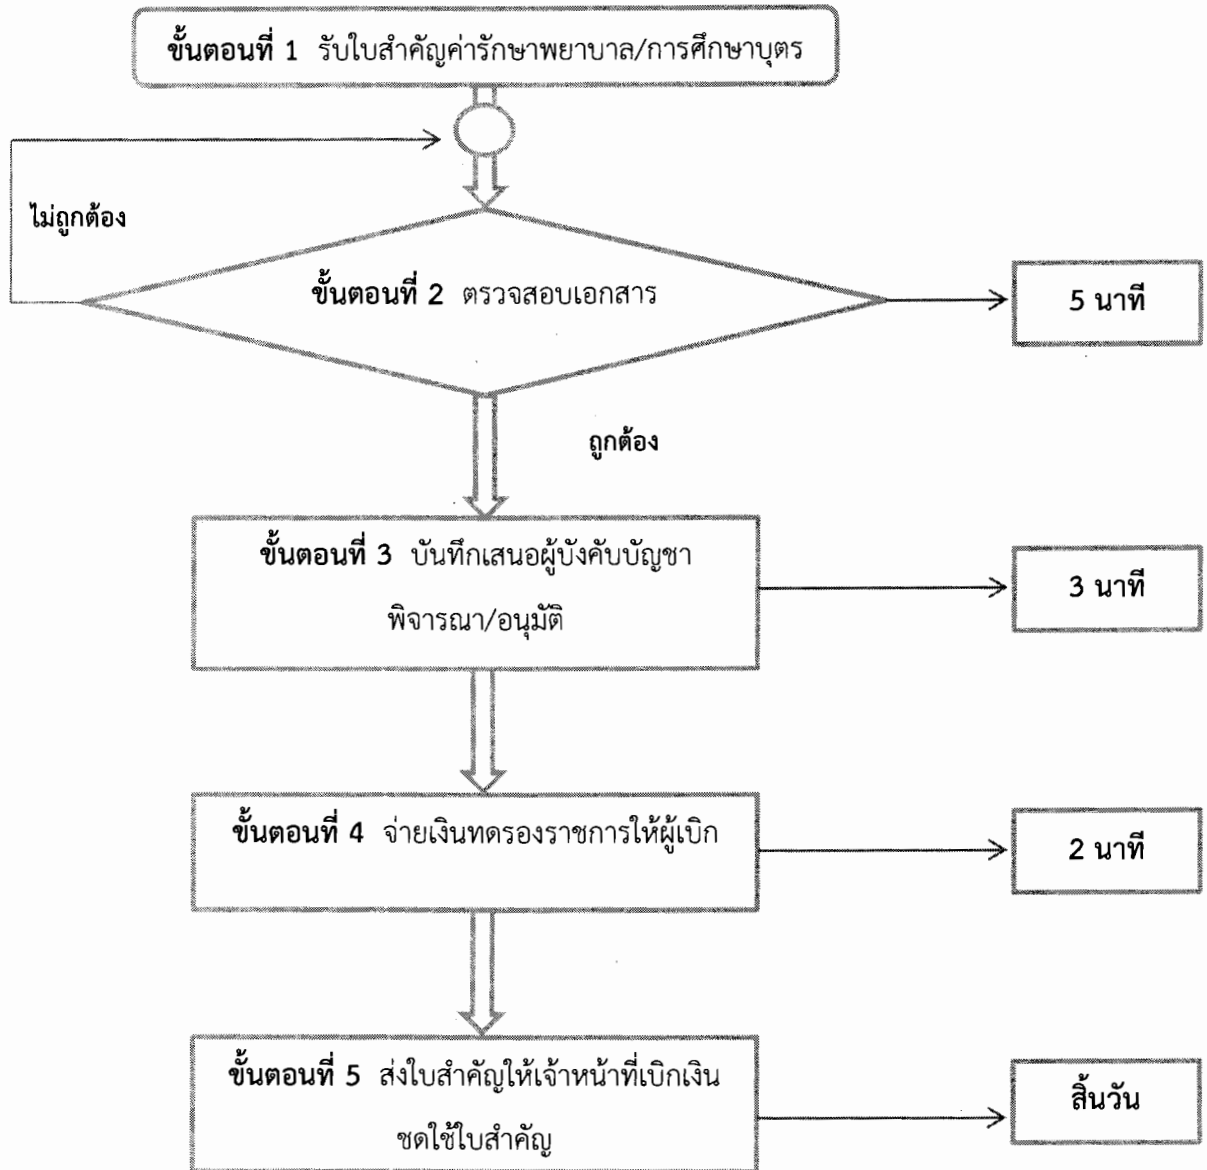 ขั้นตอนที่ 1 รับใบสำคัญค่ารักษาพยาบาล/การศึกษาบุตร
ไม่ถูกต้อง
ขั้นตอนที่ 2 ตรวจสอบเอกสาร
5 นาที
ถูกต้อง
ขั้นตอนที่ 3 บันทึกเสนอผู้บังคับบัญชา
พิจารณา/อนุมัติ
3 นาที
ขั้นตอนที่ 4 จ่ายเงินทดรองราชการให้ผู้เบิก
2 นาที
ขั้นตอนที่ 5 ส่งใบสำคัญให้เจ้าหน้าที่เบิกเงิน
ชดใช้ใบสำคัญ
สิ้นวัน